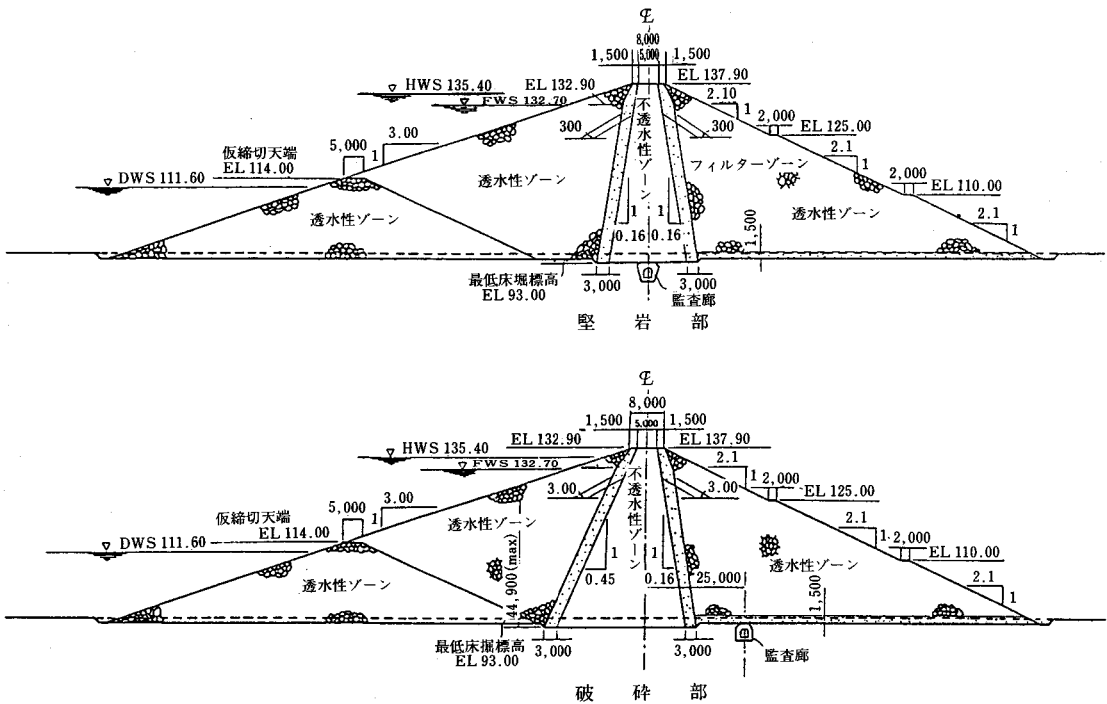 ℄
8,000
1,500 5,000 1,500
HWS 135.40 EL 132.90 EL 137.90
FWS 132.70 2.10 1
2,000 EL 125.00
300 不透水性ゾーン 300
5,000 3.00
1
仮締切天端
EL 114.00
DWS 111.60
透水性ゾーン フィルターゾーン 2.1 1
2,000 EL 110.00
透水性ゾーン 1 1 透水性ゾーン
0.16 0.16 1,500 2.1 1
最低床堀標高
EL 93.00
3,000 3,000
監査廊
堅岩部
℄
8,000
1,500 5.000 1,500
HWS 135.40 EL 132.90 EL 137.90
FWS 132.70 2.1 1
2,000 EL 125.00
3.00 不透水性ゾーン 3.00
5,000 3.00
1
仮締切天端
EL 114.00
DWS 111.60
透水性ゾーン 2.1
1 2,000
EL 110.00
44,900(max) 1 1 透水性ゾーン
透水性ゾーン 0.45 0.16 25,000 1,500 2.1 1
最低床掘標高
EL 93.00
3,000 3,000 監査廊
破砕部